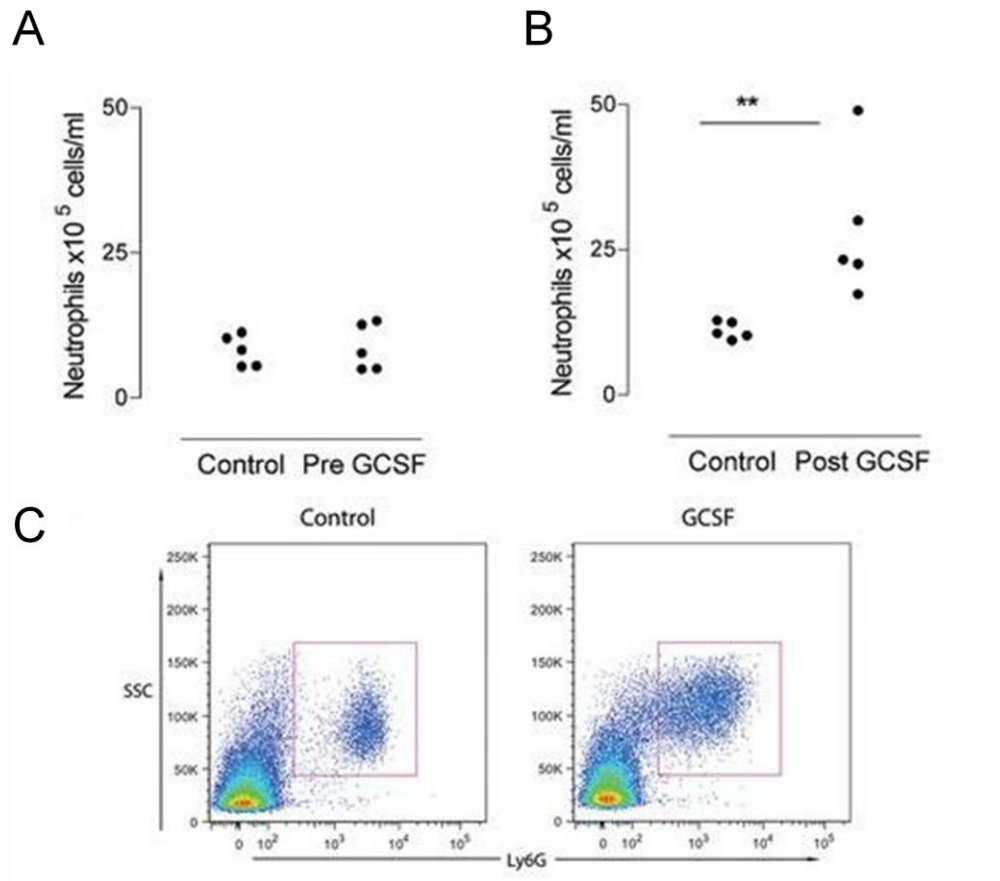 A
B
Neutrophils x10 5 cells/ml
50
25
0
Control Pre GCSF
Neutrophils x10 5 cells/ml
50
25
0
**
Control Post GCSF
C
Control
GCSF
SSC
250K
200K
150K
100K
50K
0
0 10² 10³ 10⁴ 10⁵
250K
200K
150K
100K
50K
0
0 10² 10³ 10⁴ 10⁵
Ly6G